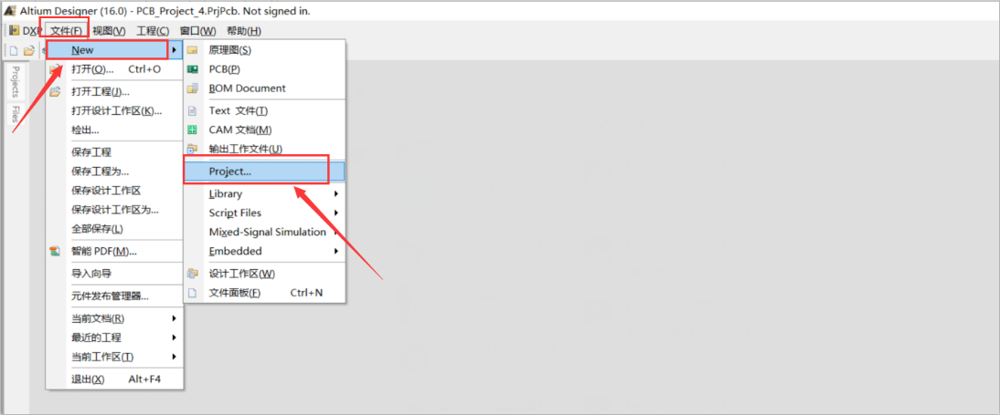 Altium Designer (16.0) - PCB_Project_4.PrjPcb. Not signed in.
DXP 文件(F) 视图(V) 工程(C) 窗口(W) 帮助(H)
Projects
Files
New
打开(O)... Ctrl+O
打开工程(J)...
打开设计工作区(K)...
检出...
保存工程
保存工程为...
保存设计工作区
保存设计工作区为...
全部保存(L)
智能 PDF(M)...
导入向导
元件发布管理器...
当前文档(R)
最近的工程
当前工作区(T)
退出(X) Alt+F4
原理图(S)
PCB(P)
BOM Document
Text 文件(T)
CAM 文档(M)
输出工作文件(U)
Project...
Library
Script Files
Mixed-Signal Simulation
Embedded
设计工作区(W)
文件面板(F) Ctrl+N